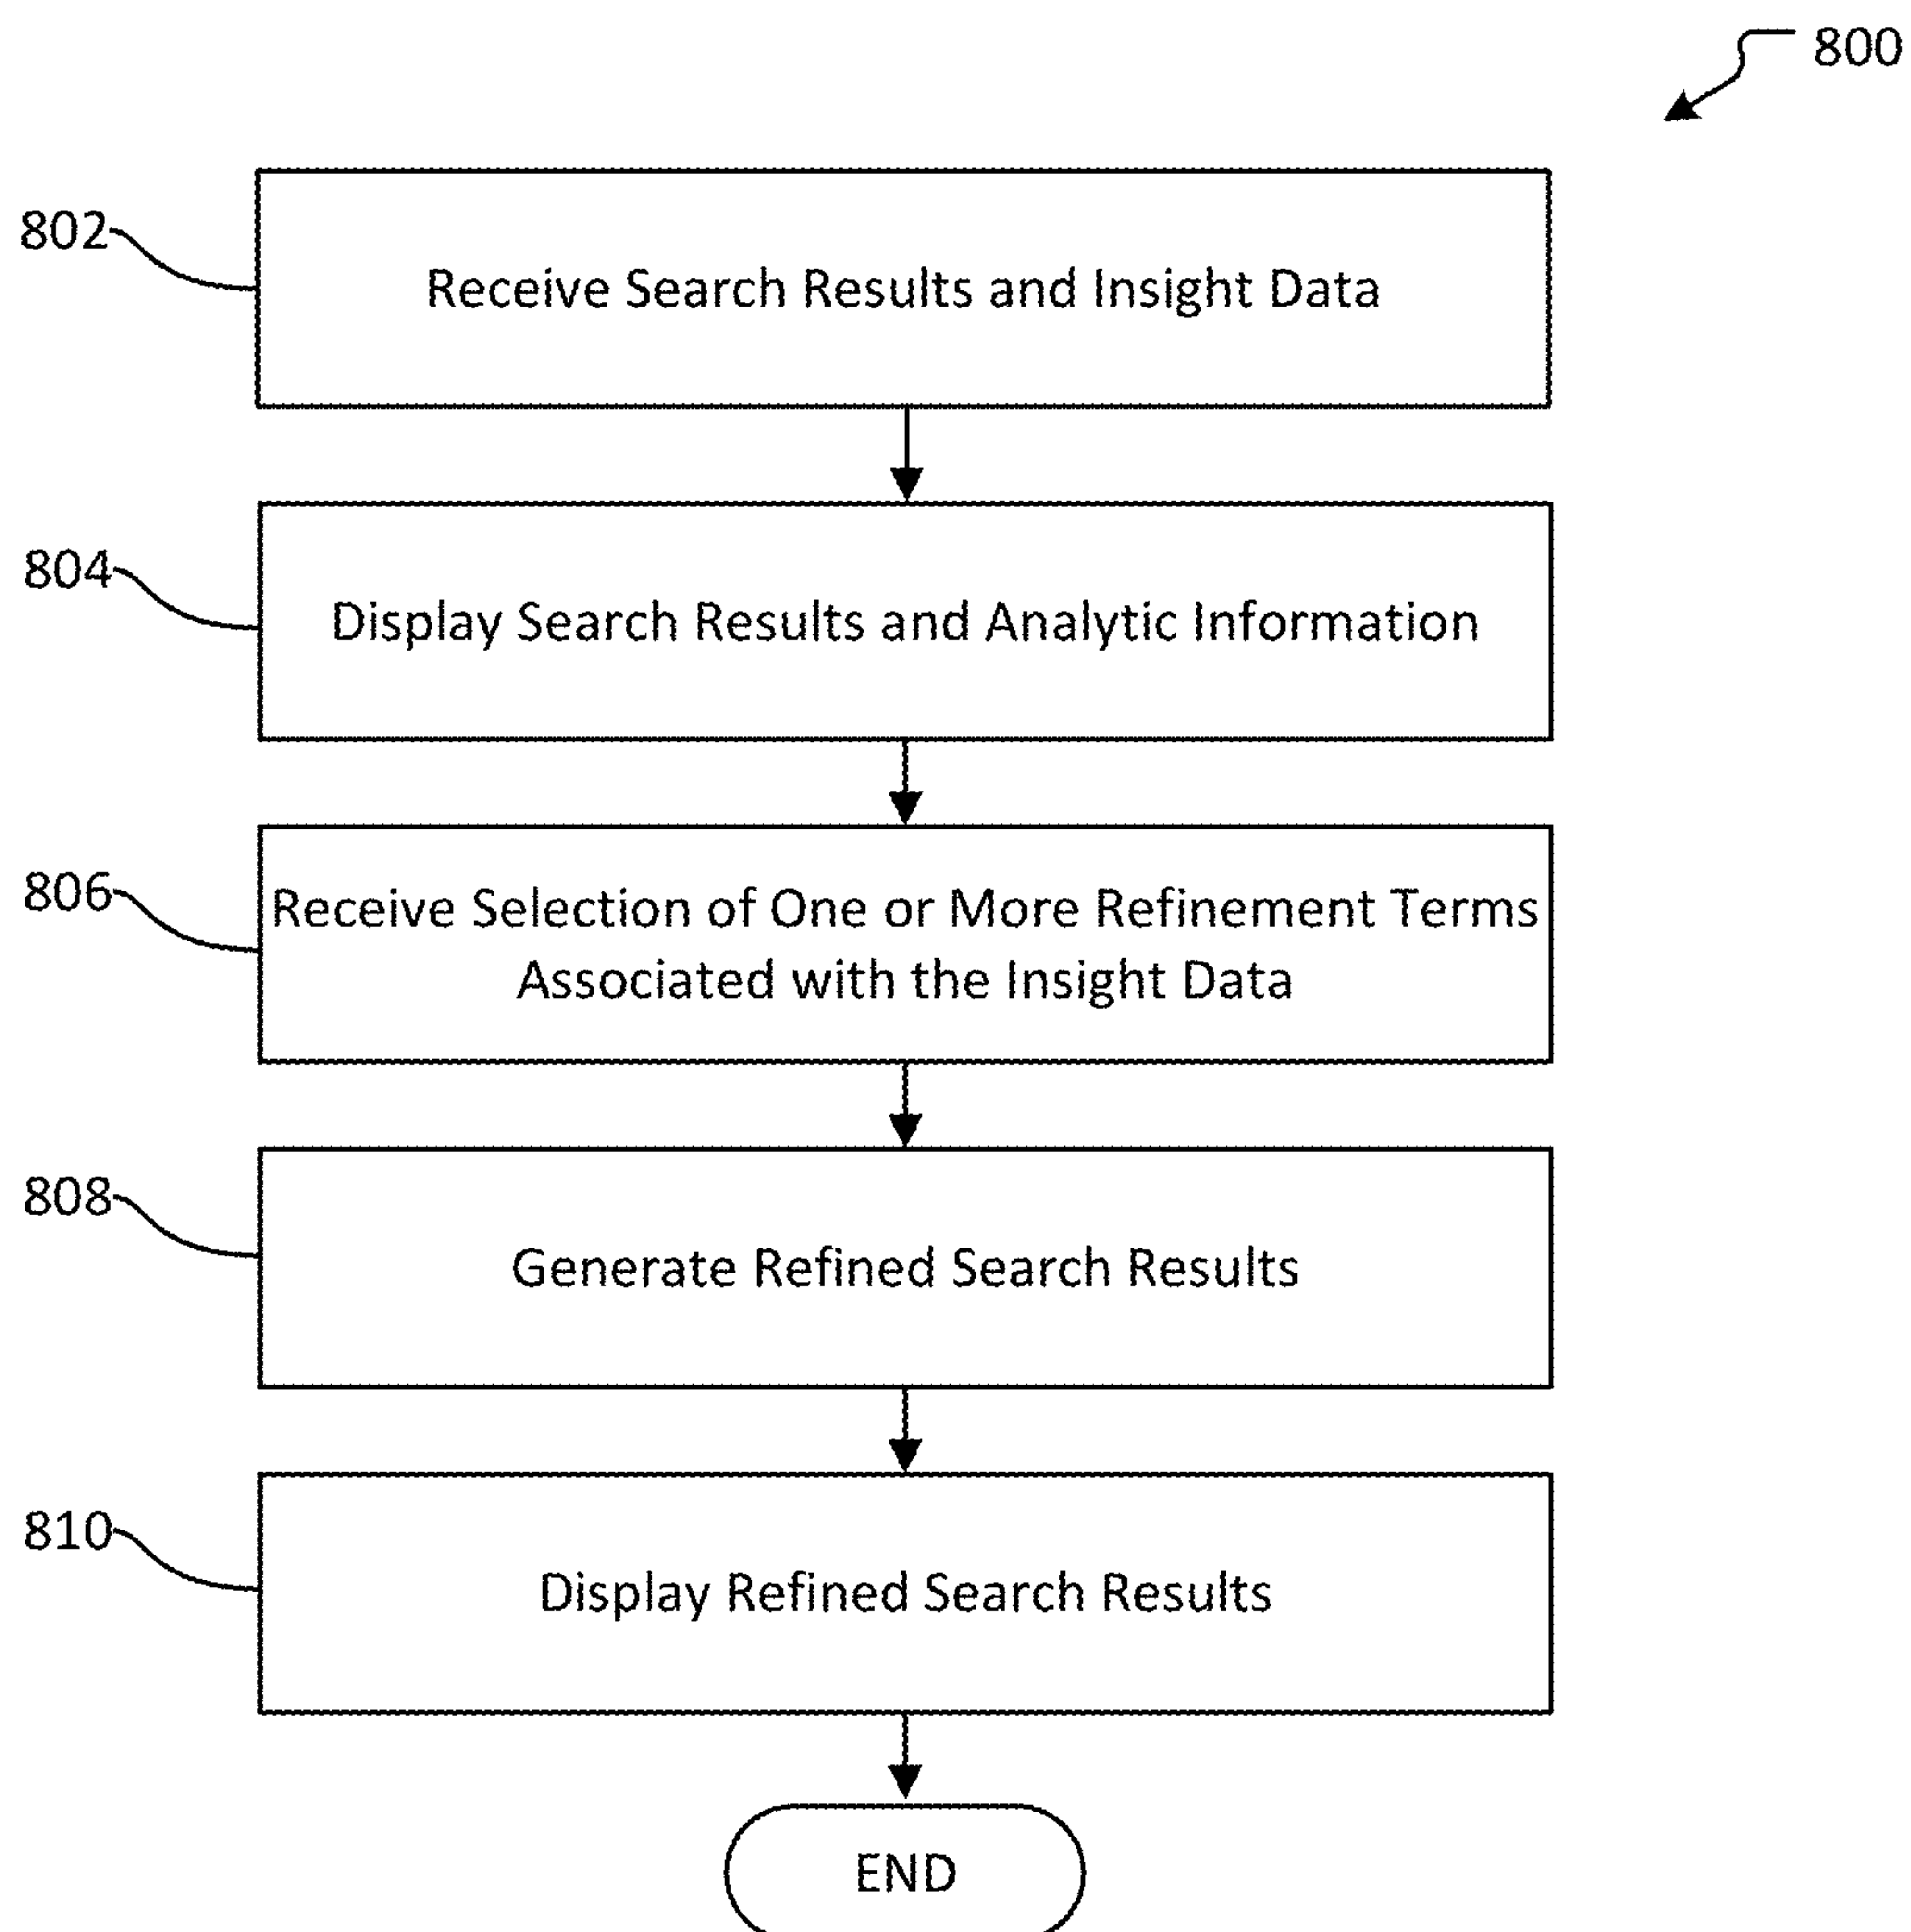 800
802
Receive Search Results and Insight Data
804
Display Search Results and Analytic Information
806
Receive Selection of One or More Refinement Terms
Associated with the Insight Data
808
Generate Refined Search Results
810
Display Refined Search Results
END